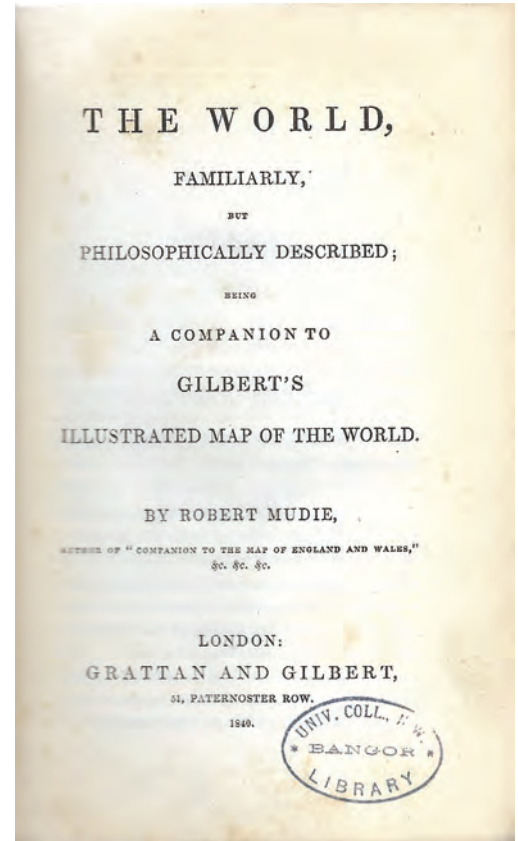 THE WORLD,
FAMILIARLY,
BUT
PHILOSOPHICALLY DESCRIBED;
BEING
A COMPANION TO
GILBERT'S
ILLUSTRATED MAP OF THE WORLD.
BY ROBERT MUDIE,
AUTHOR OF "COMPANION TO THE MAP OF ENGLAND AND WALES,"
&c. &c. &c.
LONDON:
GRATTAN AND GILBERT,
51, PATERNOSTER ROW.
1840.
UNIV. COLL., N.W.
* BANGOR *
LIBRARY